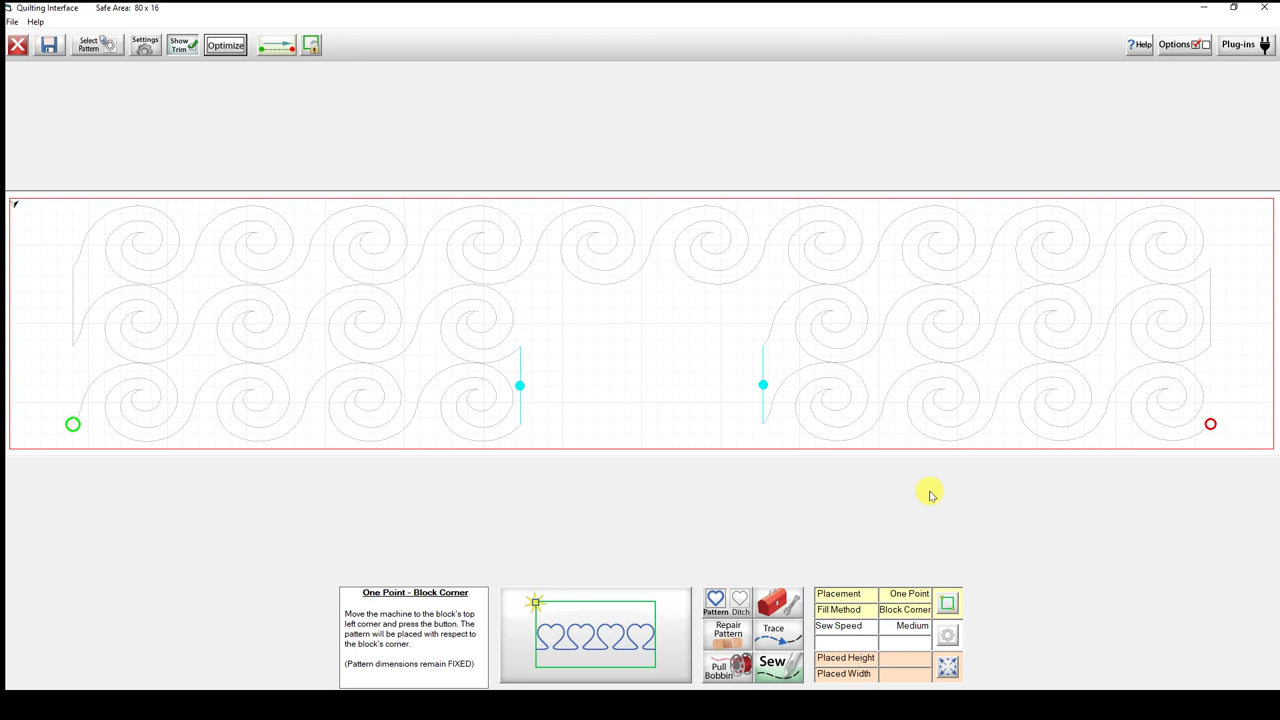 Quilting Interface Safe Area: 80 x 16
File Help
Select Pattern
Settings
Show Trim
Optimize
?Help
Options
Plug-ins
One Point - Block Corner
Move the machine to the block's top
left corner and press the button. The
pattern will be placed with respect to
the block's corner.
(Pattern dimensions remain FIXED)
Pattern Ditch
Repair
Pattern
Trace
Pull
Bobbin
Sew
Placement One Point
Fill Method Block Corner
Sew Speed Medium
Placed Height
Placed Width